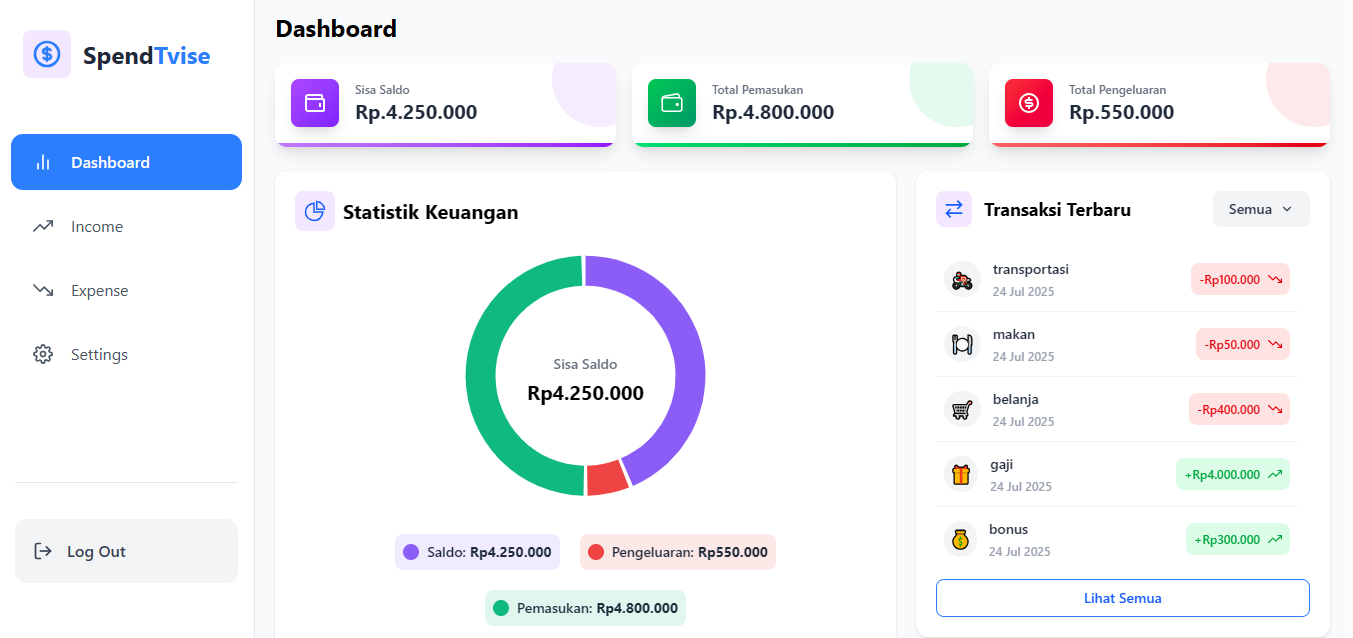 SpendTvise
Dashboard
Income
Expense
Settings
Log Out
Dashboard
Sisa Saldo
Rp.4.250.000
Total Pemasukan
Rp.4.800.000
Total Pengeluaran
Rp.550.000
Statistik Keuangan
Sisa Saldo
Rp4.250.000
Saldo: Rp4.250.000
Pengeluaran: Rp550.000
Pemasukan: Rp4.800.000
Transaksi Terbaru
Semua
transportasi
24 Jul 2025
-Rp100.000
makan
24 Jul 2025
-Rp50.000
belanja
24 Jul 2025
-Rp400.000
gaji
24 Jul 2025
+Rp4.000.000
bonus
24 Jul 2025
+Rp300.000
Lihat Semua